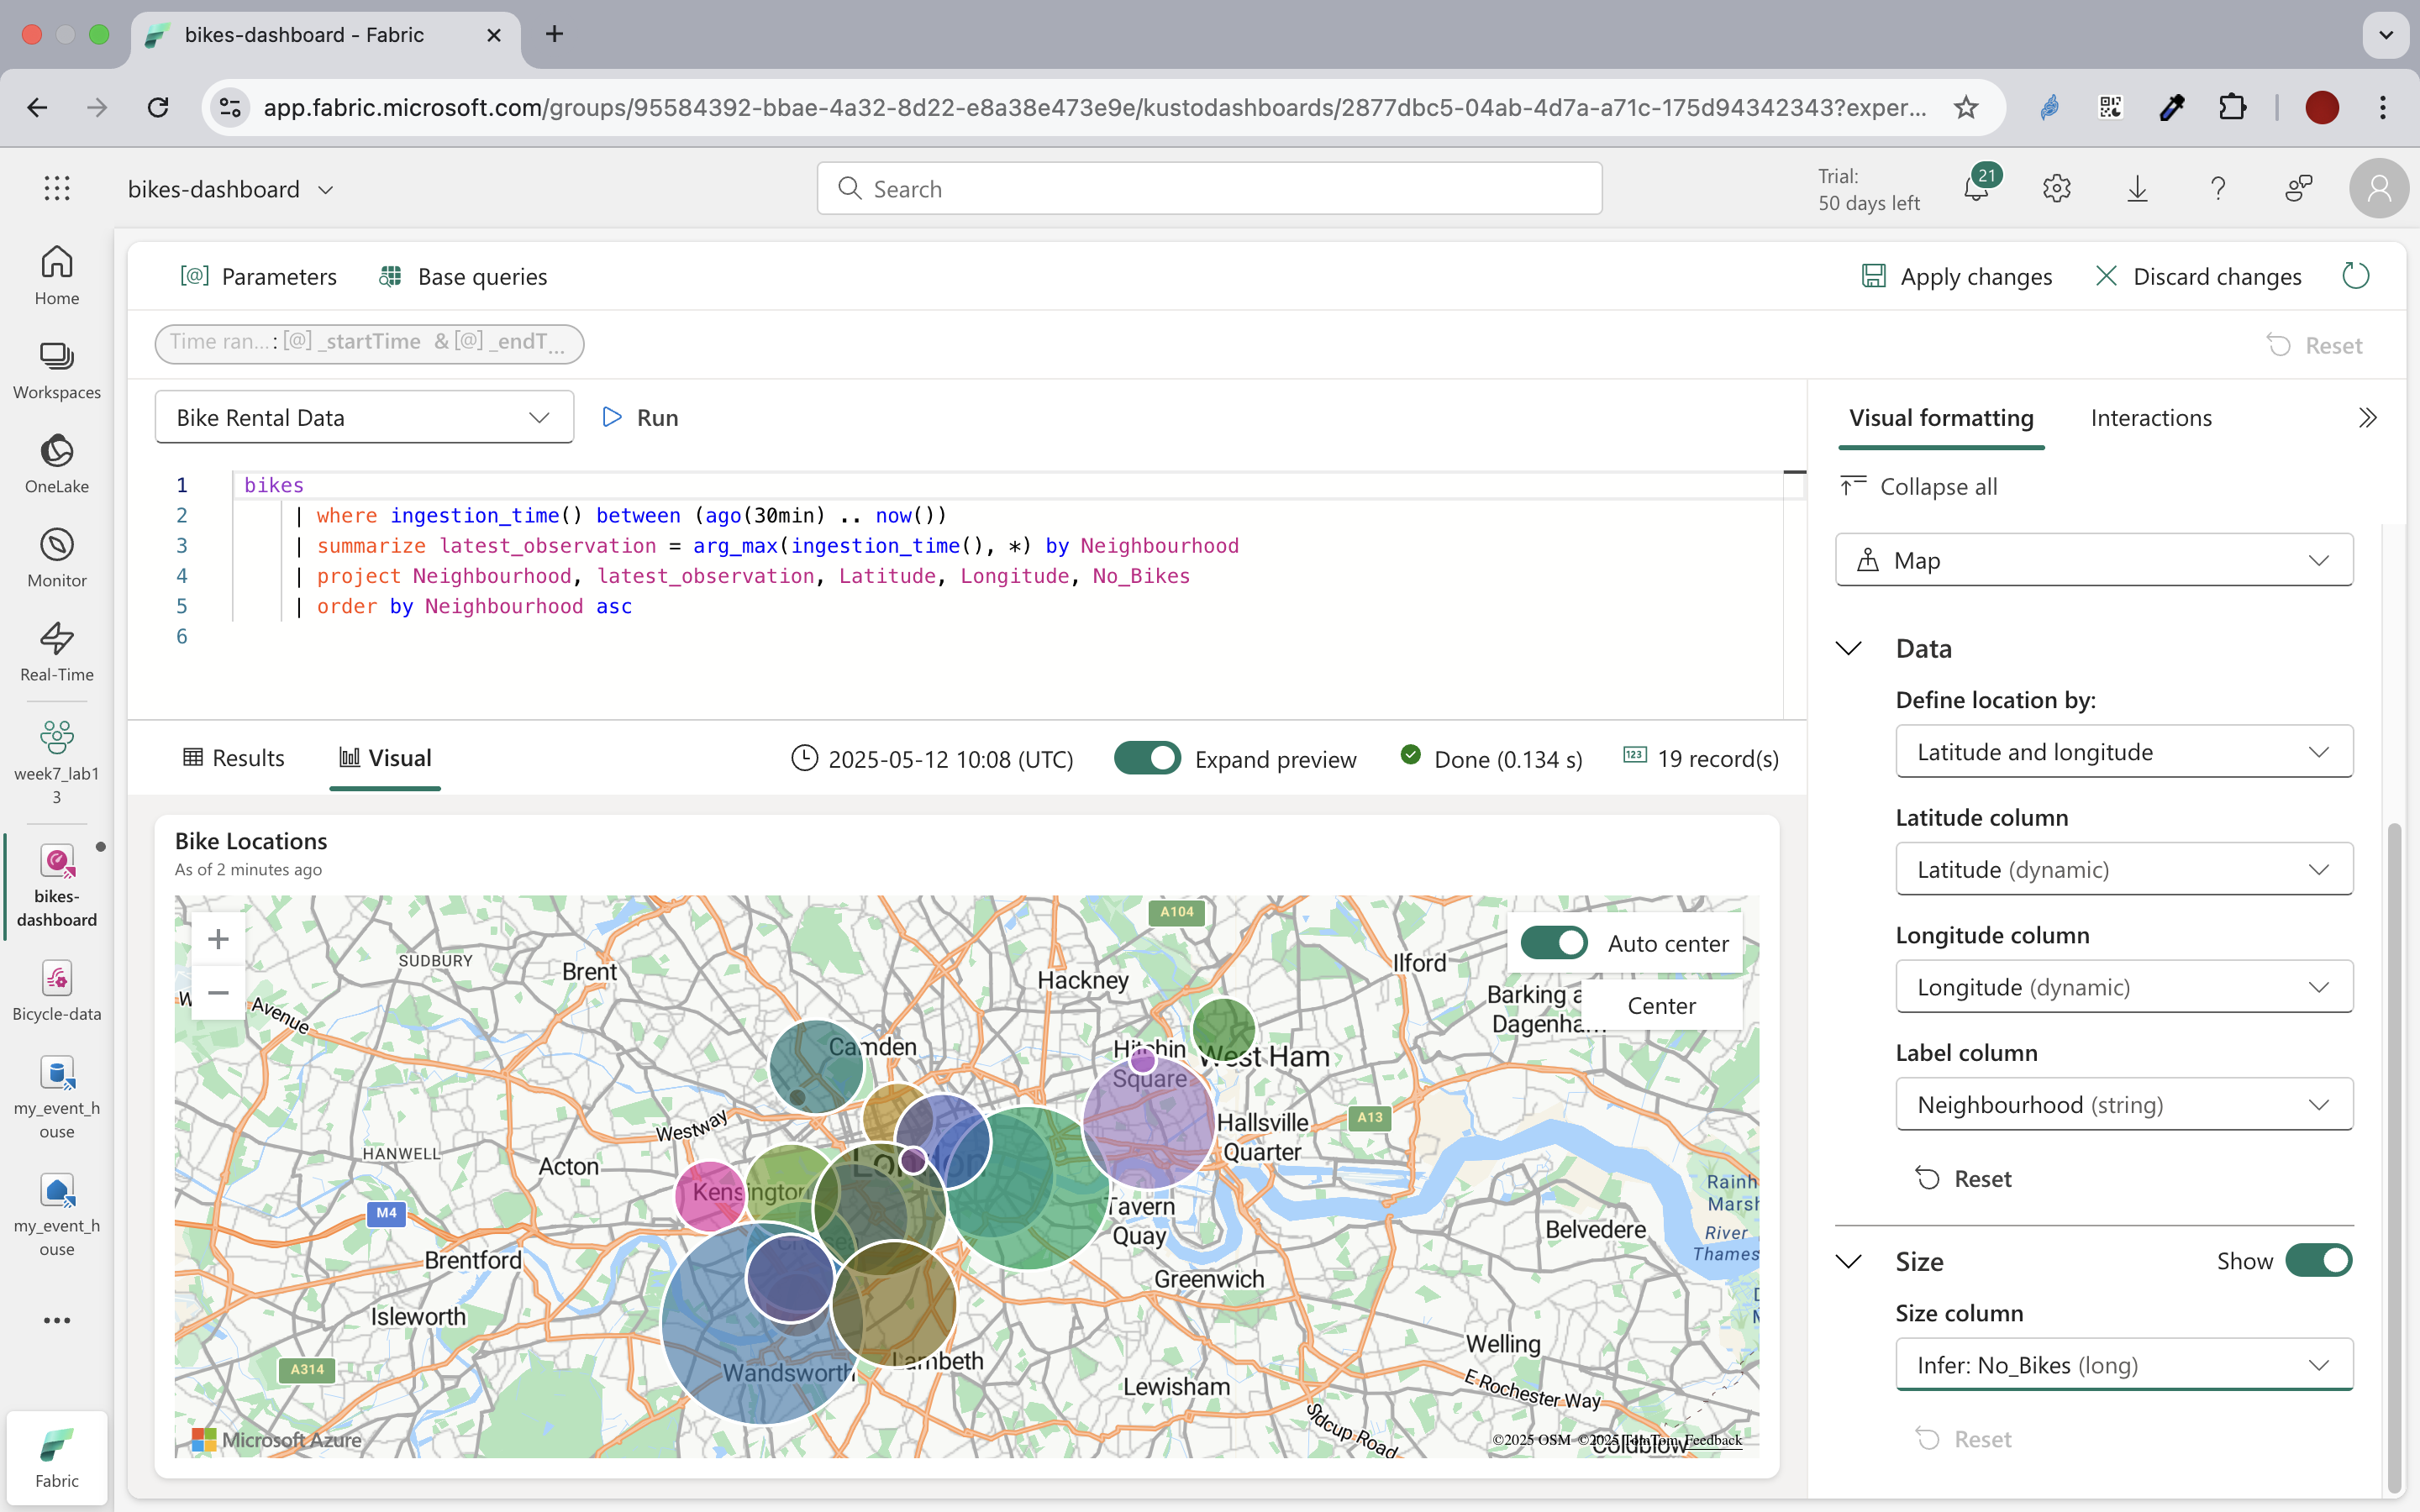 bikes-dashboard - Fabric
app.fabric.microsoft.com/groups/95584392-bbae-4a32-8d22-e8a38e473e9e/kustodashboards/2877dbc5-04ab-4d7a-a71c-175d94342343?exper...
bikes-dashboard
Search
Trial:
50 days left
21
Home
Workspaces
OneLake
Monitor
Real-Time
week7_lab1
3
bikes-
dashboard
Bicycle-data
my_event_h
ouse
my_event_h
ouse
Fabric
[@] Parameters
Base queries
Apply changes
Discard changes
Time ran... : [@] _startTime & [@] _endT...
Reset
Bike Rental Data
Run
1 bikes
2 | where ingestion_time() between (ago(30min) .. now())
3 | summarize latest_observation = arg_max(ingestion_time(), *) by Neighbourhood
4 | project Neighbourhood, latest_observation, Latitude, Longitude, No_Bikes
5 | order by Neighbourhood asc
6
Results
Visual
2025-05-12 10:08 (UTC)
Expand preview
Done (0.134 s)
123
19 record(s)
Bike Locations
As of 2 minutes ago
+
−
Auto center
Center
A104
SUDBURY
Brent
Hackney
Ilford
Barking a
Dagenha
Avenue
Camden
Hitchin
Square
West Ham
Westway
A13
Hallsville
Quarter
HANWELL
Acton
London
Kensington
M4
Tavern
Quay
Belvedere
Rainh
Marsh
River
Thames
Chelsea
Brentford
Greenwich
Isleworth
Welling
A314
Wandsworth
Lambeth
Lewisham
E Rochester Way
Sidcup Road
Coldblow
Microsoft Azure
©2025 OSM ©2025 TomTom Feedback
Visual formatting
Interactions
Collapse all
Map
Data
Define location by:
Latitude and longitude
Latitude column
Latitude (dynamic)
Longitude column
Longitude (dynamic)
Label column
Neighbourhood (string)
Reset
Size
Show
Size column
Infer: No_Bikes (long)
Reset